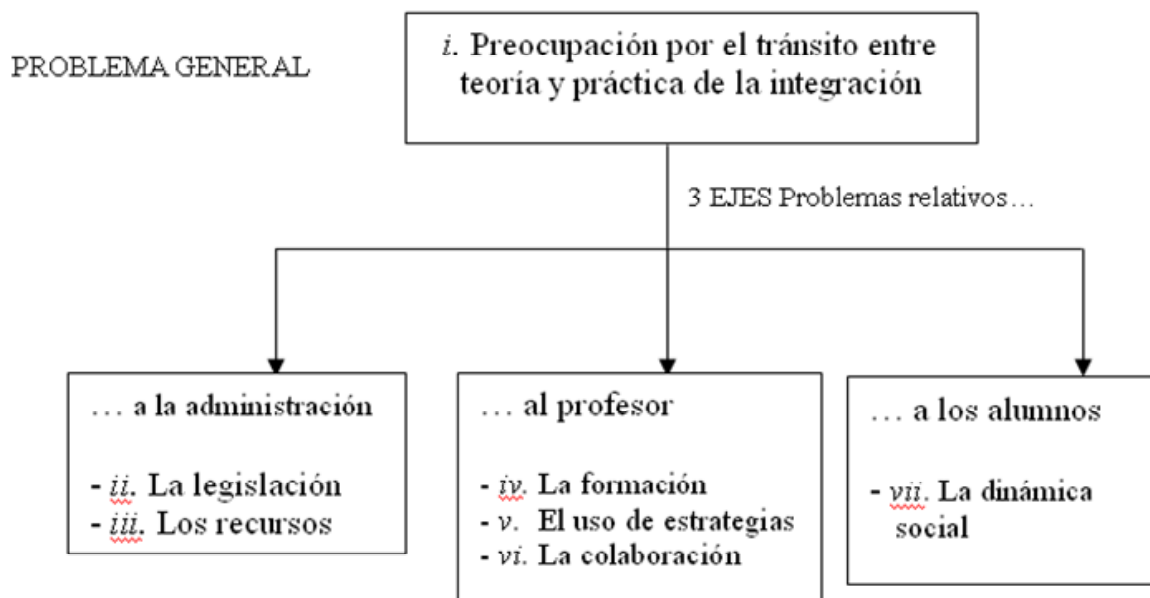 PROBLEMA GENERAL
i. Preocupación por el tránsito entre
teoría y práctica de la integración
3 EJES Problemas relativos…
… a la administración
- ii. La legislación
- iii. Los recursos
… al profesor
- iv. La formación
- v. El uso de estrategias
- vi. La colaboración
… a los alumnos
- vii. La dinámica
social